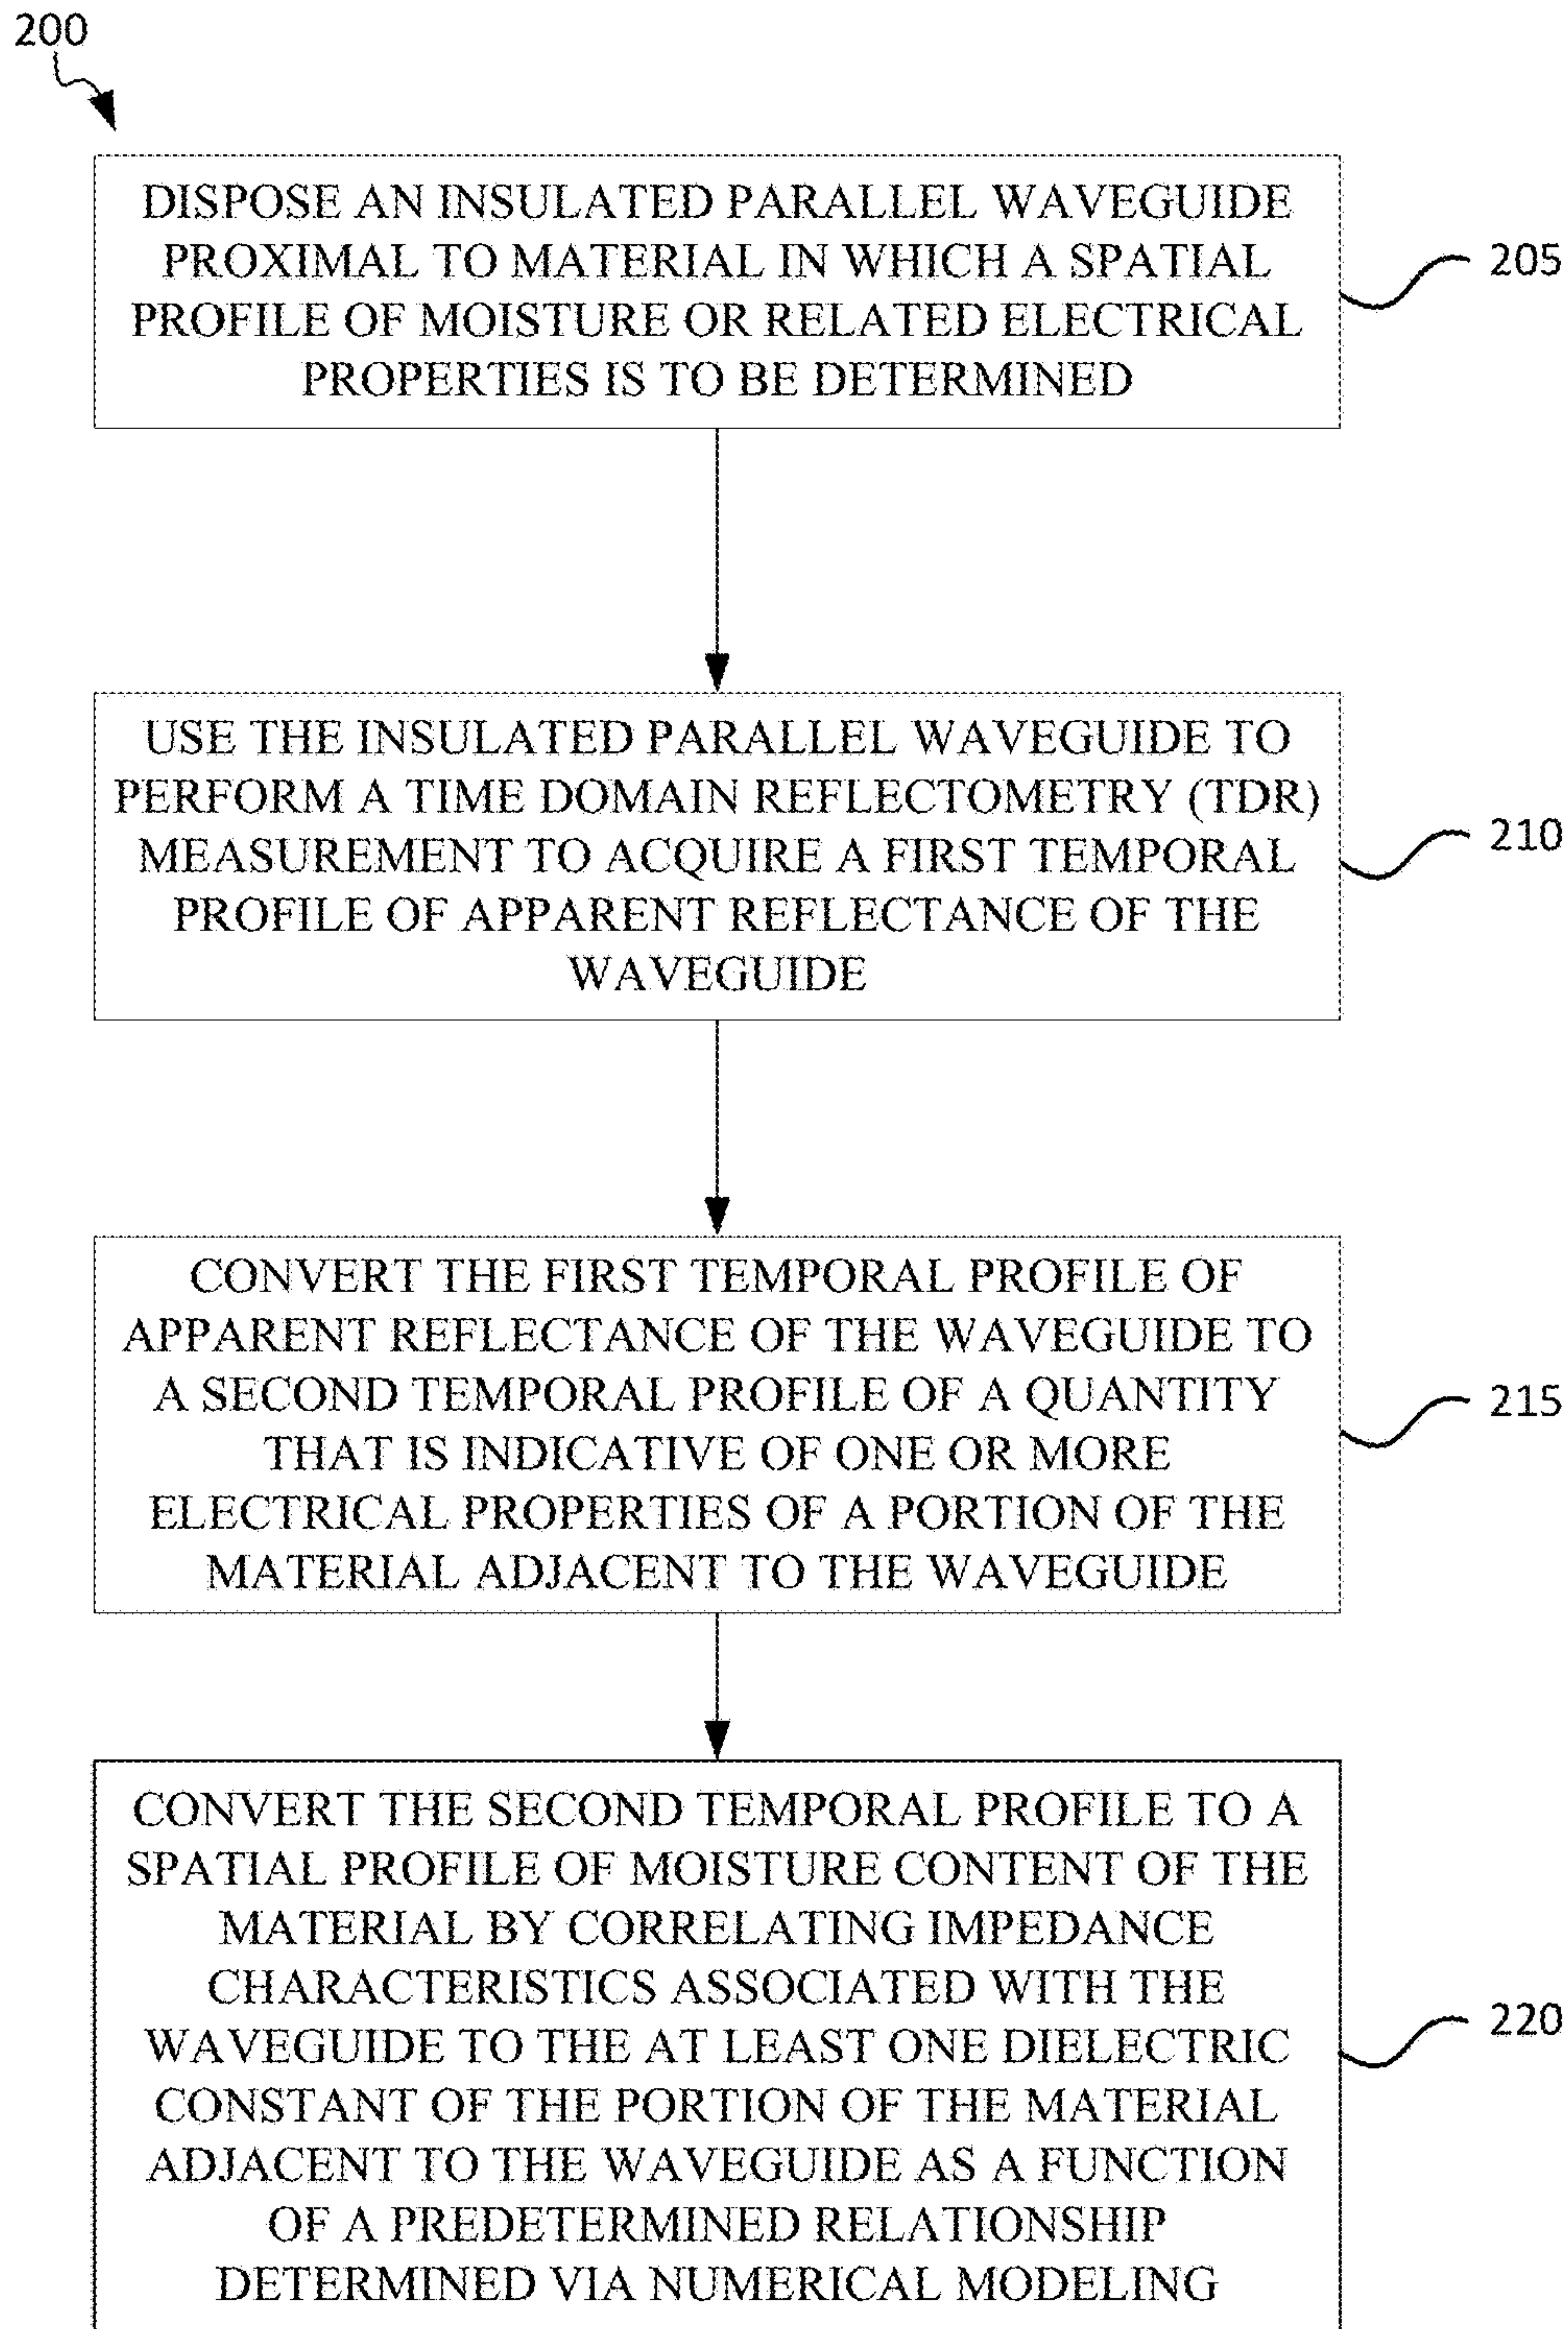 200
DISPOSE AN INSULATED PARALLEL WAVEGUIDE
PROXIMAL TO MATERIAL IN WHICH A SPATIAL
PROFILE OF MOISTURE OR RELATED ELECTRICAL
PROPERTIES IS TO BE DETERMINED
205
USE THE INSULATED PARALLEL WAVEGUIDE TO
PERFORM A TIME DOMAIN REFLECTOMETRY (TDR)
MEASUREMENT TO ACQUIRE A FIRST TEMPORAL
PROFILE OF APPARENT REFLECTANCE OF THE
WAVEGUIDE
210
CONVERT THE FIRST TEMPORAL PROFILE OF
APPARENT REFLECTANCE OF THE WAVEGUIDE TO
A SECOND TEMPORAL PROFILE OF A QUANTITY
THAT IS INDICATIVE OF ONE OR MORE
ELECTRICAL PROPERTIES OF A PORTION OF THE
MATERIAL ADJACENT TO THE WAVEGUIDE
215
CONVERT THE SECOND TEMPORAL PROFILE TO A
SPATIAL PROFILE OF MOISTURE CONTENT OF THE
MATERIAL BY CORRELATING IMPEDANCE
CHARACTERISTICS ASSOCIATED WITH THE
WAVEGUIDE TO THE AT LEAST ONE DIELECTRIC
CONSTANT OF THE PORTION OF THE MATERIAL
ADJACENT TO THE WAVEGUIDE AS A FUNCTION
OF A PREDETERMINED RELATIONSHIP
DETERMINED VIA NUMERICAL MODELING
220